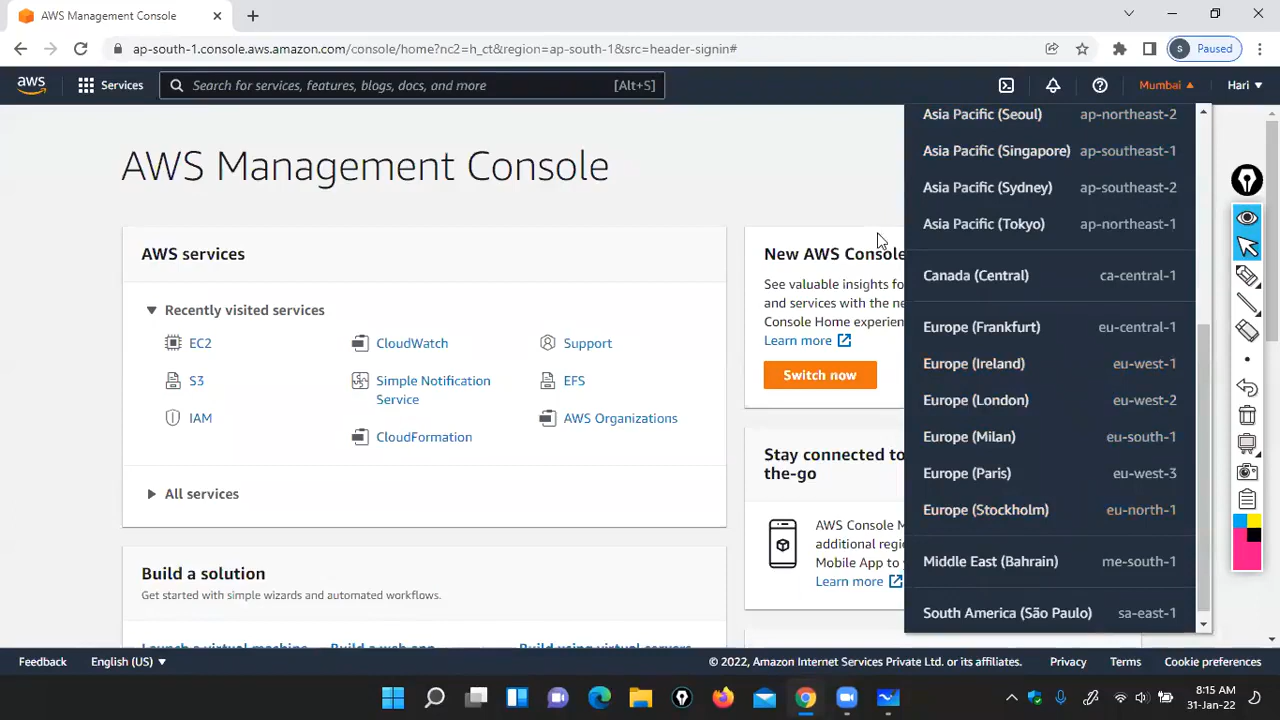 AWS Management Console
ap-south-1.console.aws.amazon.com/console/home?nc2=h_ct&region=ap-south-1&src=header-signin#
S Paused
aws Services Search for services, features, blogs, docs, and more [Alt+S] Mumbai Hari
AWS Management Console
AWS services
Recently visited services
EC2
CloudWatch
Support
S3
Simple Notification
Service
EFS
IAM
CloudFormation
AWS Organizations
All services
Build a solution
Get started with simple wizards and automated workflows.
Launch a virtual machine Build a web app Build using virtual servers
New AWS Console
See valuable insights fo
and services with the ne
Console Home experien
Learn more
Switch now
Stay connected to
the-go
AWS Console M
additional regi
Mobile App to
Learn more
Asia Pacific (Seoul) ap-northeast-2
Asia Pacific (Singapore) ap-southeast-1
Asia Pacific (Sydney) ap-southeast-2
Asia Pacific (Tokyo) ap-northeast-1
Canada (Central) ca-central-1
Europe (Frankfurt) eu-central-1
Europe (Ireland) eu-west-1
Europe (London) eu-west-2
Europe (Milan) eu-south-1
Europe (Paris) eu-west-3
Europe (Stockholm) eu-north-1
Middle East (Bahrain) me-south-1
South America (São Paulo) sa-east-1
Feedback English (US) © 2022, Amazon Internet Services Private Ltd. or its affiliates. Privacy Terms Cookie preferences
8:15 AM
31-Jan-22